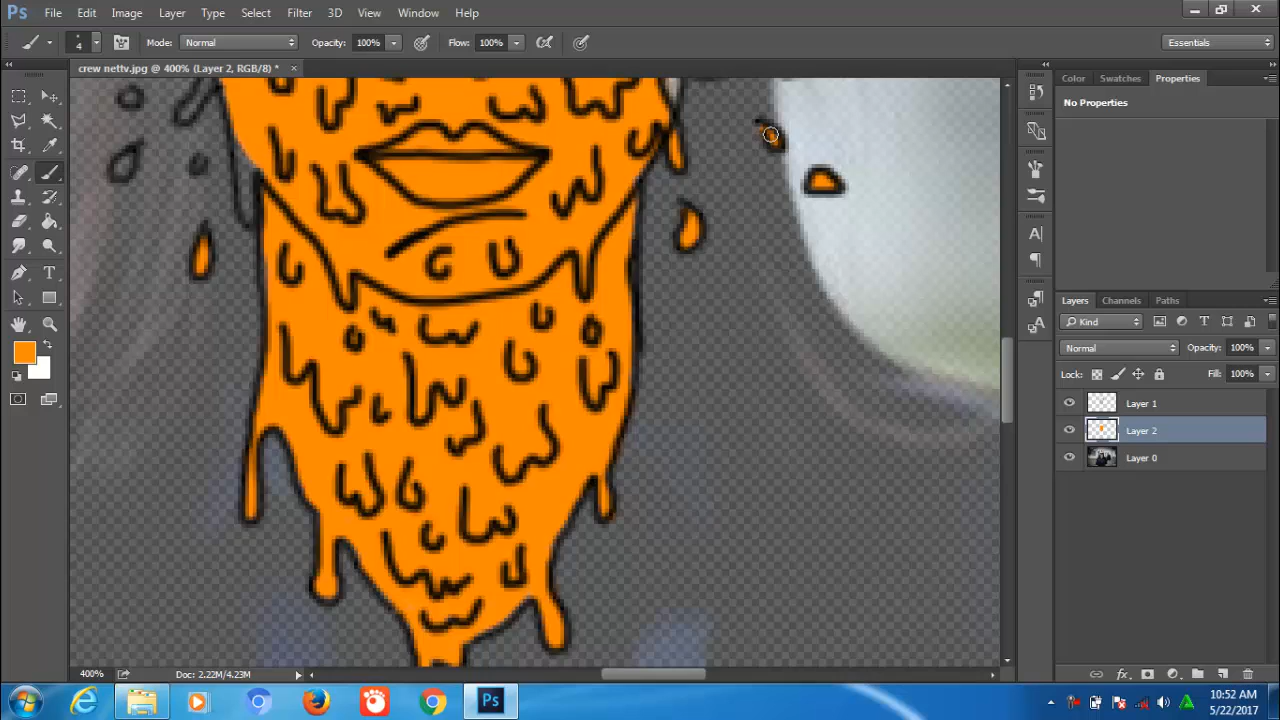 Ps File Edit Image Layer Type Select Filter 3D View Window Help
4 Mode: Normal Opacity: 100% Flow: 100% Essentials
crew nettv.jpg @ 400% (Layer 2, RGB/8) *
Color Swatches Properties
No Properties
Layers Channels Paths
Kind
Normal Opacity: 100%
Lock: Fill: 100%
Layer 1
Layer 2
Layer 0
400% Doc: 2.22M/4.23M
Ps 10:52 AM
5/22/2017